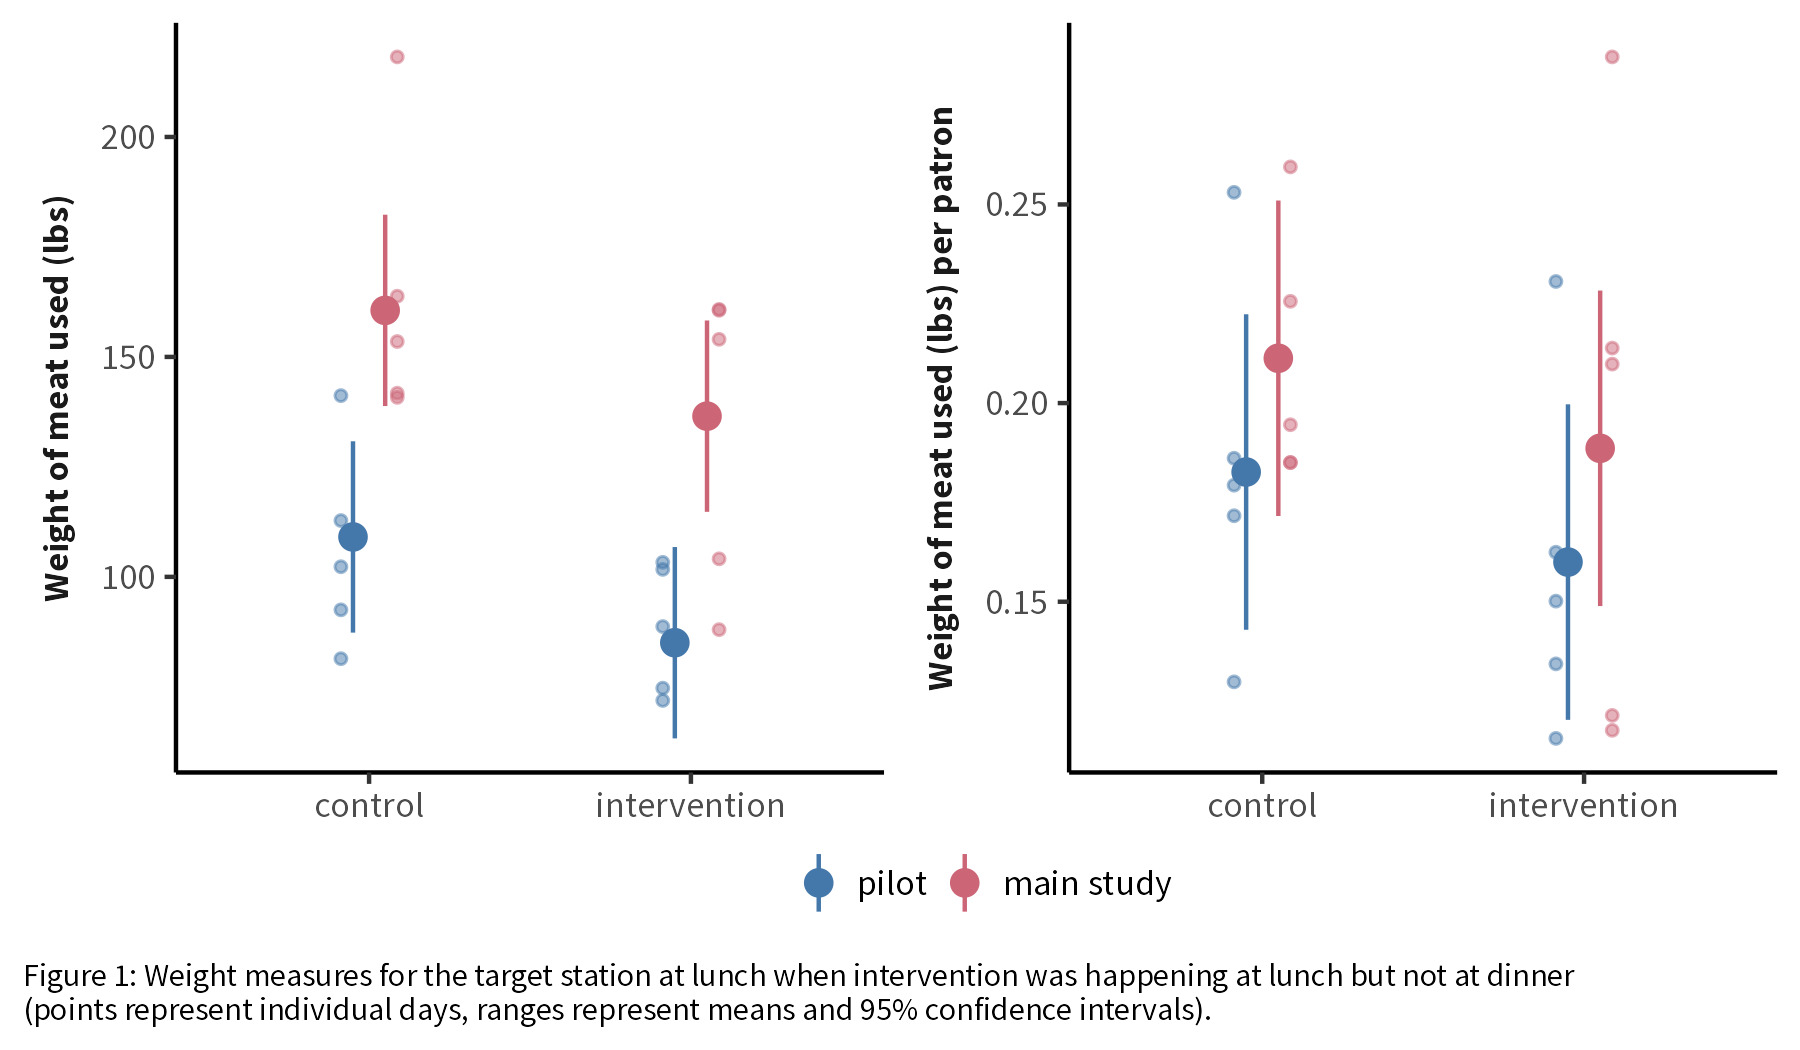 Weight of meat used (lbs)
200
150
100
control intervention
Weight of meat used (lbs) per patron
0.25
0.20
0.15
control intervention
pilot main study
Figure 1: Weight measures for the target station at lunch when intervention was happening at lunch but not at dinner
(points represent individual days, ranges represent means and 95% confidence intervals).